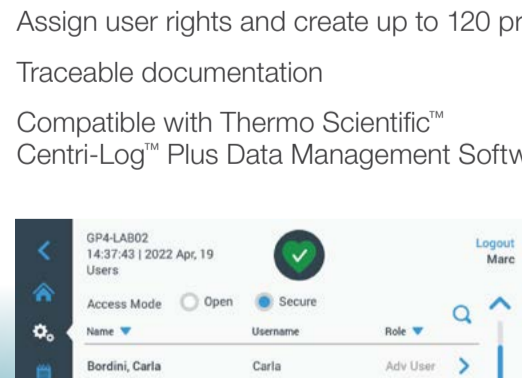 Assign user rights and create up to 120
Traceable documentation
Compatible with Thermo Scientific™
Centri-Log™ Plus Data Management
GP4-LAB02
14:37:43 | 2022 Apr, 19
Users
Logout
Marc
Access Mode Open Secure
Name Username Role
Bordini, Carla Carla Adv User